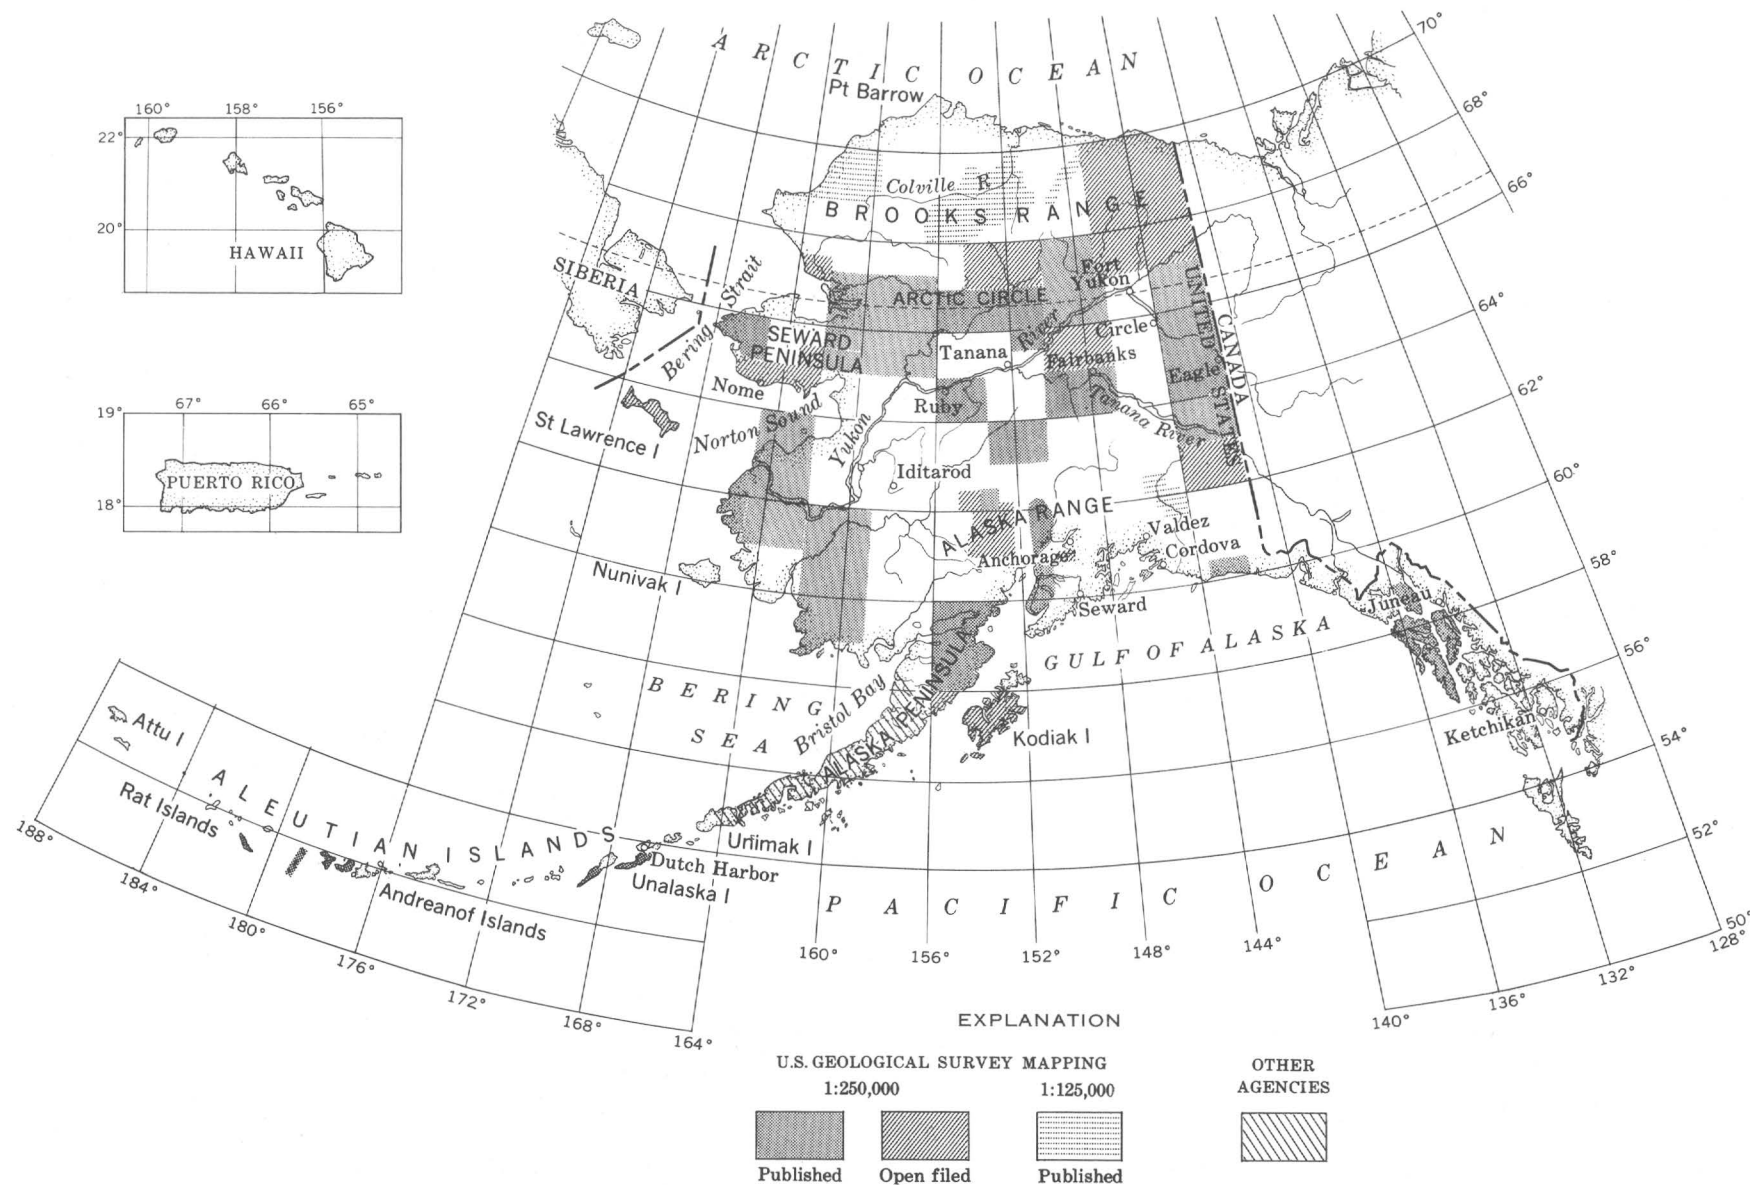 ARCTIC OCEAN
Pt Barrow
70°
68°
66°
64°
62°
60°
58°
56°
54°
52°
50°
160° 158° 156°
22°
20°
HAWAII
Colville R
BROOKS RANGE
SIBERIA
Bering Strait
Fort
Yukon
ARCTIC CIRCLE
UNITED STATES
CANADA
SEWARD
PENINSULA
River
Circle
Tanana
Fairbanks
Nome
Eagle
Ruby
Tanana River
67° 66° 65°
19°
18°
PUERTO RICO
St Lawrence I
Norton Sound
Yukon
Iditarod
ALASKA RANGE
Valdez
Anchorage
Cordova
Nunivak I
Seward
Juneau
GULF OF ALASKA
BERING
SEA
Bristol Bay
ALASKA PENINSULA
Kodiak I
Ketchikan
Attu I
Rat Islands
ALEUTIAN ISLANDS
Unimak I
Dutch Harbor
Unalaska I
Andreanof Islands
PACIFIC OCEAN
188°
184°
180°
176°
172°
168°
164°
160° 156° 152° 148° 144°
140°
136°
132°
128°
EXPLANATION
U.S. GEOLOGICAL SURVEY MAPPING
1:250,000 1:125,000
OTHER
AGENCIES
Published Open filed Published